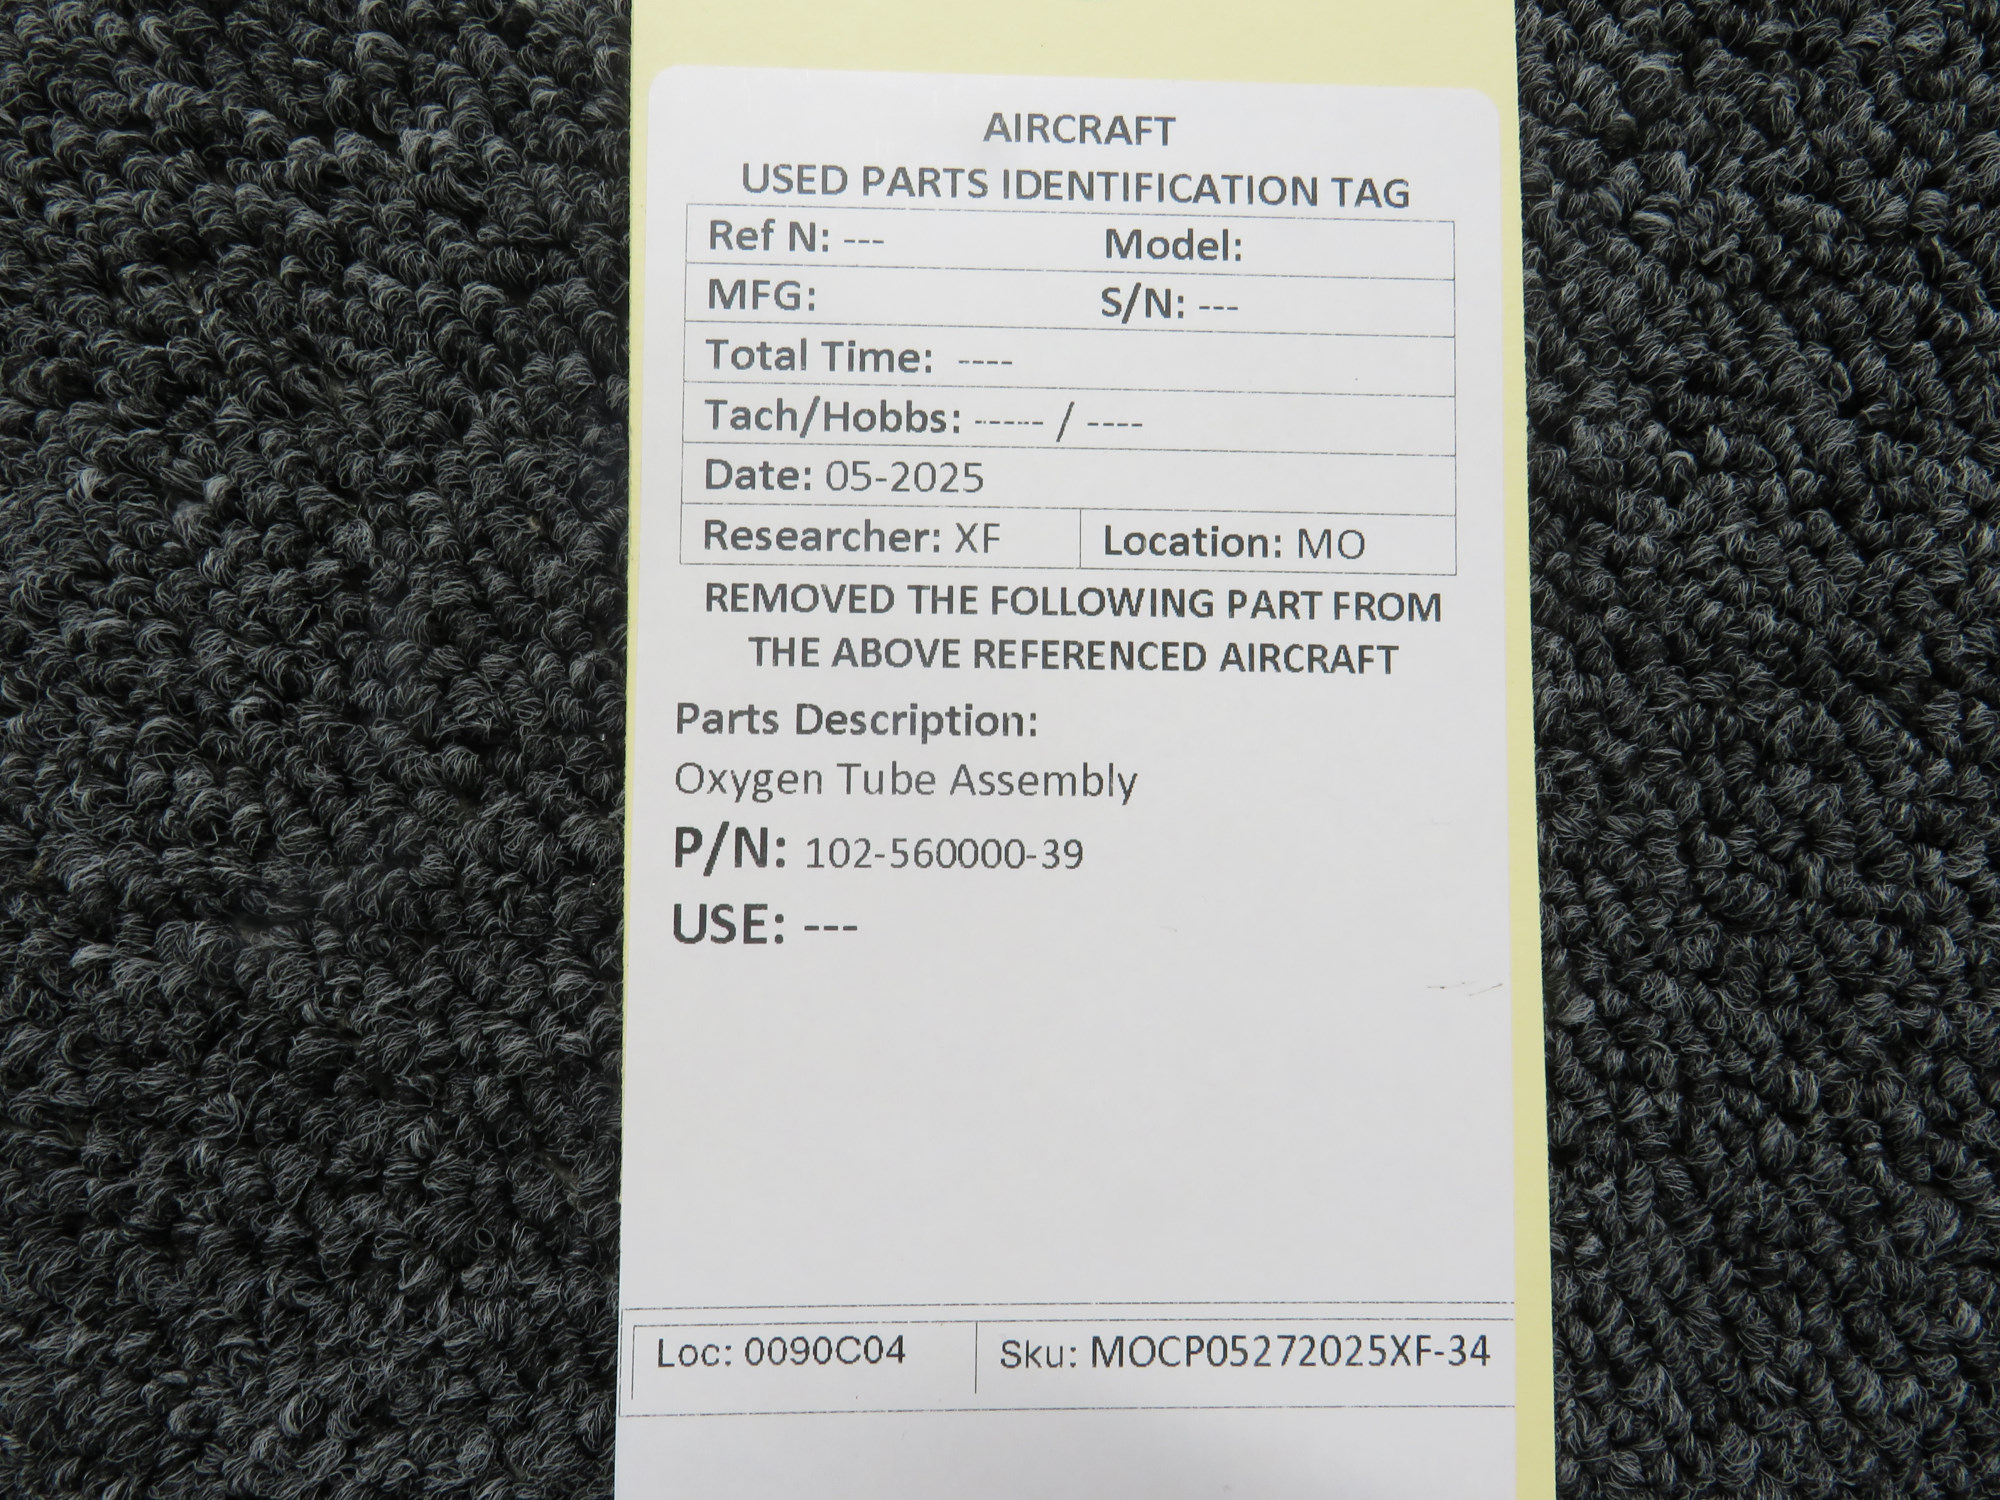 AIRCRAFT
USED PARTS IDENTIFICATION TAG
Ref N: --- Model:
MFG: S/N: ---
Total Time: ----
Tach/Hobbs: ----- / ----
Date: 05-2025
Researcher: XF Location: MO
REMOVED THE FOLLOWING PART FROM
THE ABOVE REFERENCED AIRCRAFT
Parts Description:
Oxygen Tube Assembly
P/N: 102-560000-39
USE: ---
Loc: 0090C04 Sku: MOCP05272025XF-34